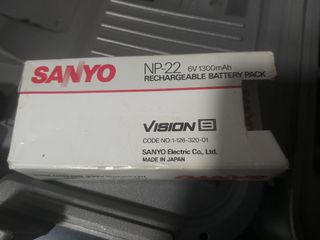 SANYO NP-22 6V 1300mAh
RECHARGEABLE BATTERY PACK
VISION 8
CODE NO.1-126-320-01
SANYO Electric Co., Ltd.
MADE IN JAPAN